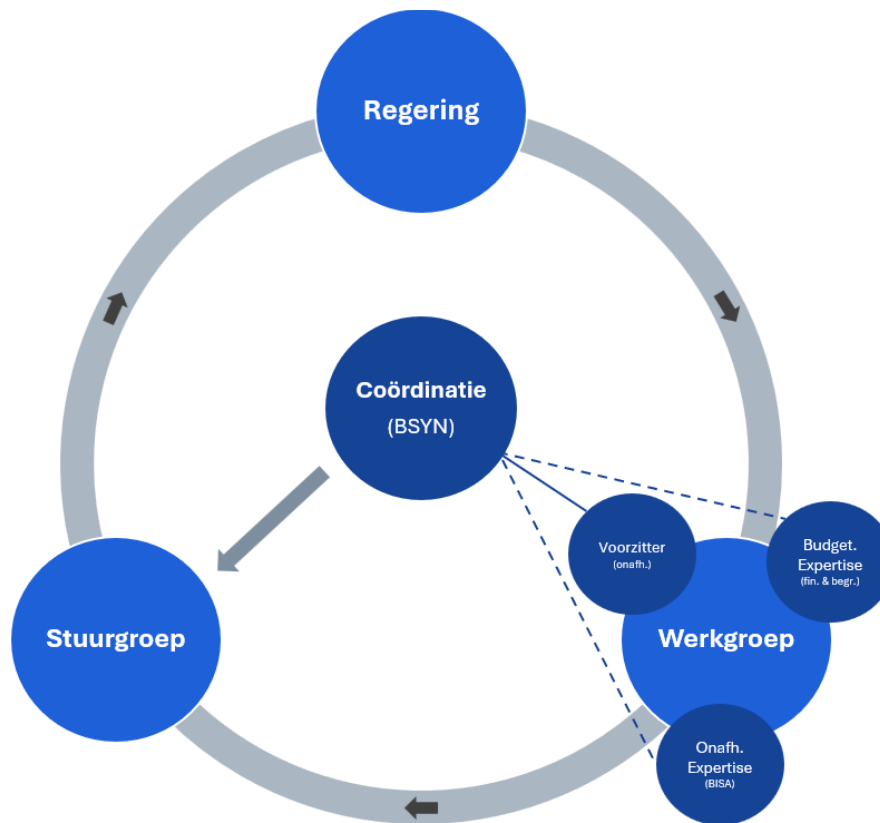 Regering
Coördinatie
(BSYN)
Voorzitter
(onafh.)
Budget.
Expertise
(fin. & begr.)
Stuurgroep
Werkgroep
Onafh.
Expertise
(BISA)